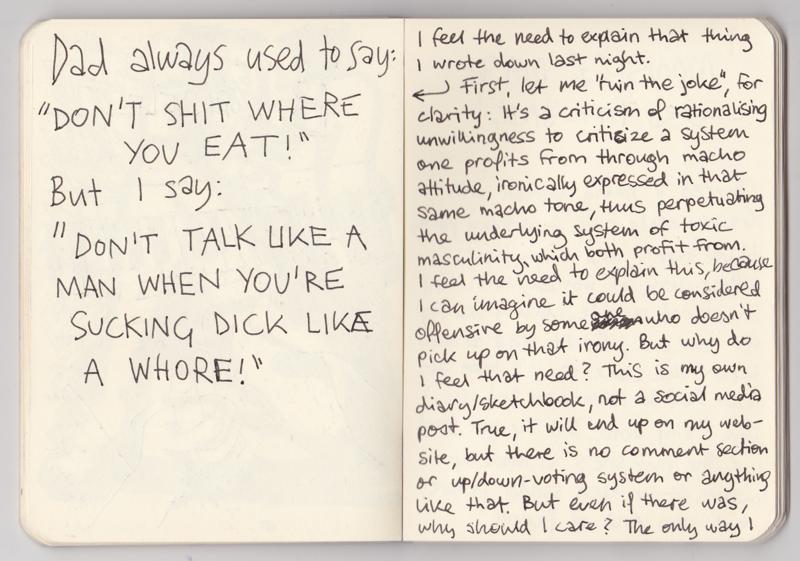 Dad always used to say:
"DON'T SHIT WHERE
YOU EAT!"
But I say:
"DON'T TALK LIKE A
MAN WHEN YOU'RE
SUCKING DICK LIKE
A WHORE!"
I feel the need to explain that thing
I wrote down last night.
First, let me "ruin the joke", for
clarity: It's a criticism of rationalising
unwillingness to critisize a system
one profits from through macho
attitude, ironically expressed in that
same macho tone, thus perpetuating
the underlying system of toxic
masculinity, which both profit from.
I feel the need to explain this, because
I can imagine it could be considered
offensive by some who doesn't
pick up on that irony. But why do
I feel that need? This is my own
diary/sketchbook, not a social media
post. True, it will end up on my web-
site, but there is no comment section
or up/down-voting system or anything
like that. But even if there was,
why should I care? The only way I